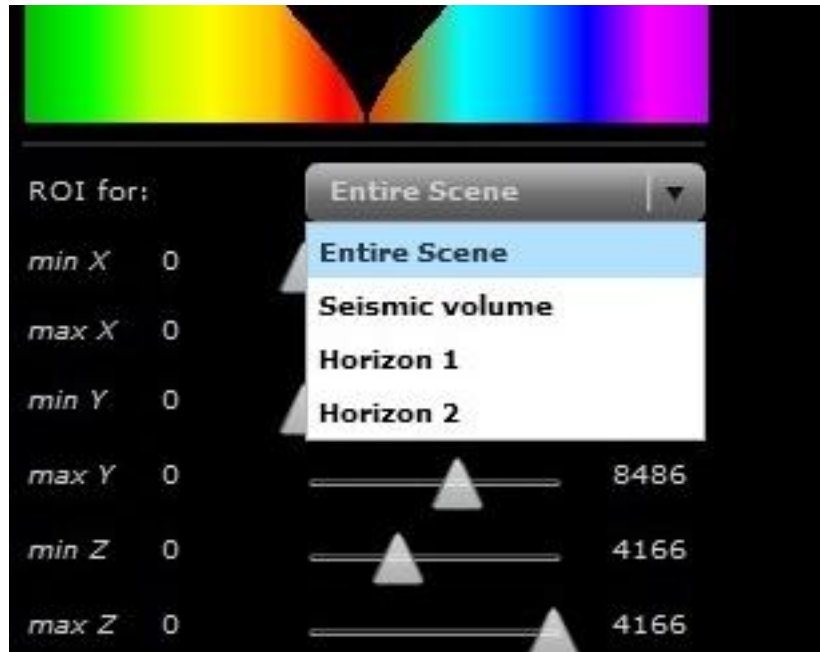 ROI for: Entire Scene
min X 0 Entire Scene
Seismic volume
max X 0
Horizon 1
min Y 0
Horizon 2
max Y 0 8486
min Z 0 4166
max Z 0 4166